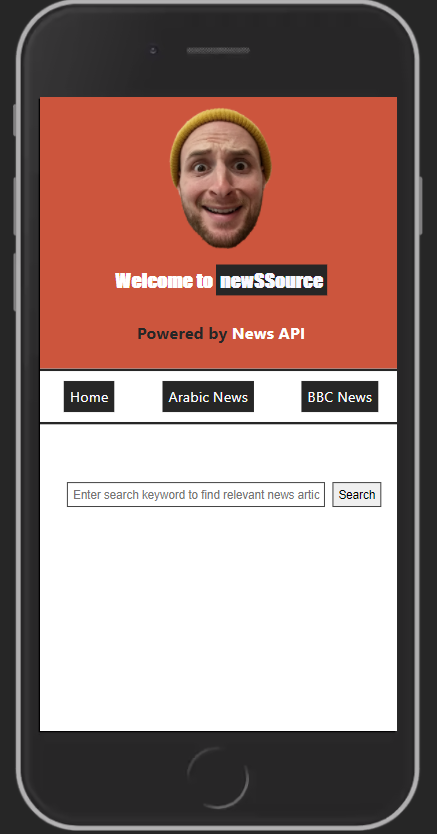 Welcome to newSSource
Powered by News API
Home Arabic News BBC News
Enter search keyword to find relevant news artic Search